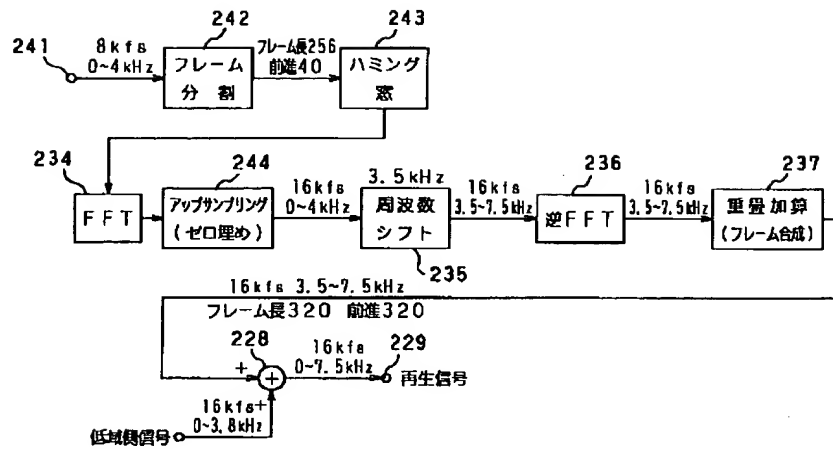 241
8kfs
0~4kHz
242
フレーム
分割
フレーム長256
前進40
243
ハミング
窓
234
FFT
244
アップサンプリング
(ゼロ埋め)
16kfs
0~4kHz
3.5kHz
周波数
シフト
235
16kfs
3.5~7.5kHz
236
逆FFT
16kfs
3.5~7.5kHz
237
重畳加算
(フレーム合成)
16kfs 3.5~7.5kHz
フレーム長320 前進320
228
+
+
16kfs
0~7.5kHz
229
再生信号
16kfs+
0~3.8kHz
低域側信号